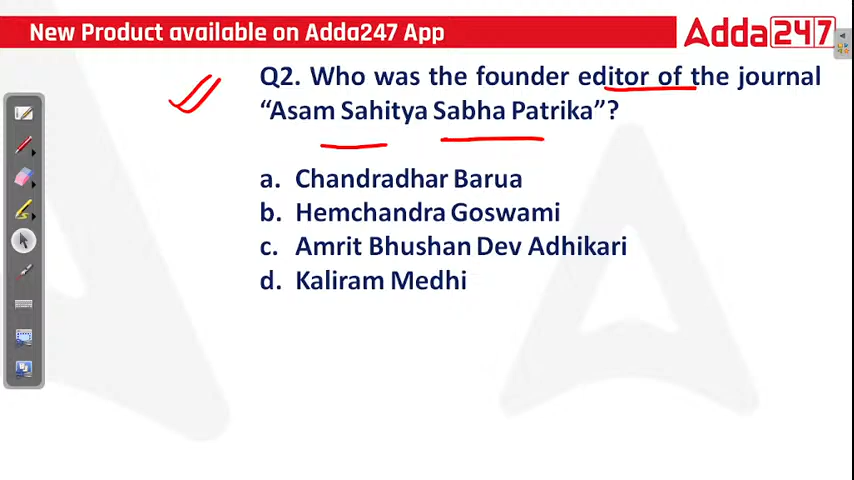 New Product available on Adda247 App
Adda247
Q2. Who was the founder editor of the journal
“Asam Sahitya Sabha Patrika”?
a. Chandradhar Barua
b. Hemchandra Goswami
c. Amrit Bhushan Dev Adhikari
d. Kaliram Medhi